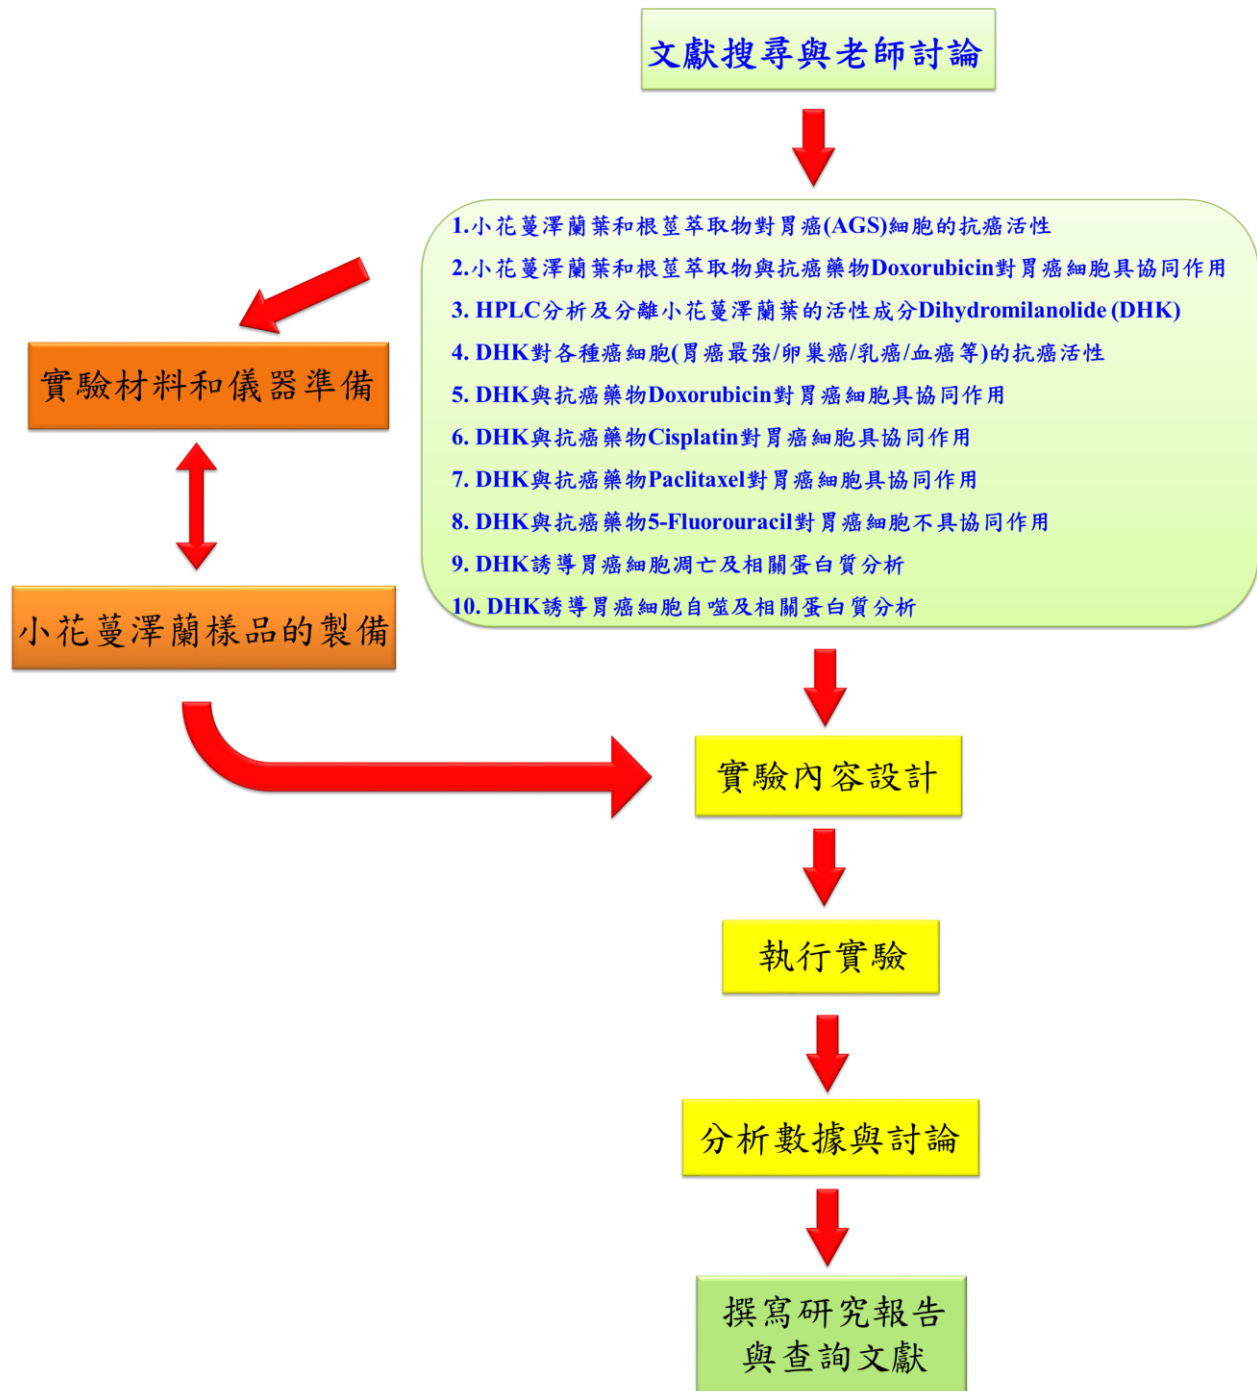 文獻搜尋與老師討論
1.小花蔓澤蘭葉和根莖萃取物對胃癌(AGS)細胞的抗癌活性
2.小花蔓澤蘭葉和根莖萃取物與抗癌藥物Doxorubicin對胃癌細胞具協同作用
3. HPLC分析及分離小花蔓澤蘭葉的活性成分Dihydromilanolide (DHK)
4. DHK對各種癌細胞(胃癌最強/卵巢癌/乳癌/血癌等)的抗癌活性
5. DHK與抗癌藥物Doxorubicin對胃癌細胞具協同作用
6. DHK與抗癌藥物Cisplatin對胃癌細胞具協同作用
7. DHK與抗癌藥物Paclitaxel對胃癌細胞具協同作用
8. DHK與抗癌藥物5-Fluorouracil對胃癌細胞不具協同作用
9. DHK誘導胃癌細胞凋亡及相關蛋白質分析
10. DHK誘導胃癌細胞自噬及相關蛋白質分析
實驗材料和儀器準備
小花蔓澤蘭樣品的製備
實驗內容設計
執行實驗
分析數據與討論
撰寫研究報告
與查詢文獻